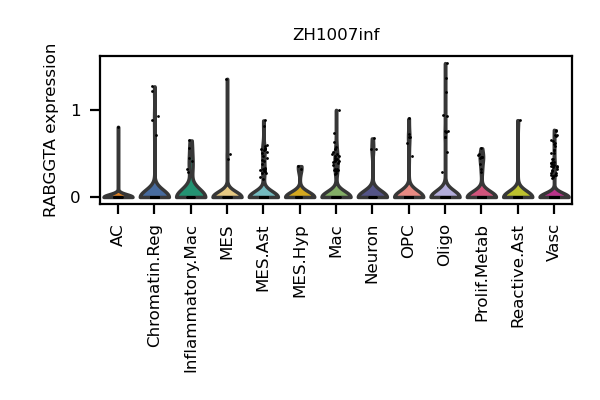 ZH1007inf
RABGGTA expression
1
0
AC
Chromatin.Reg
Inflammatory.Mac
MES
MES.Ast
MES.Hyp
Mac
Neuron
OPC
Oligo
Prolif.Metab
Reactive.Ast
Vasc